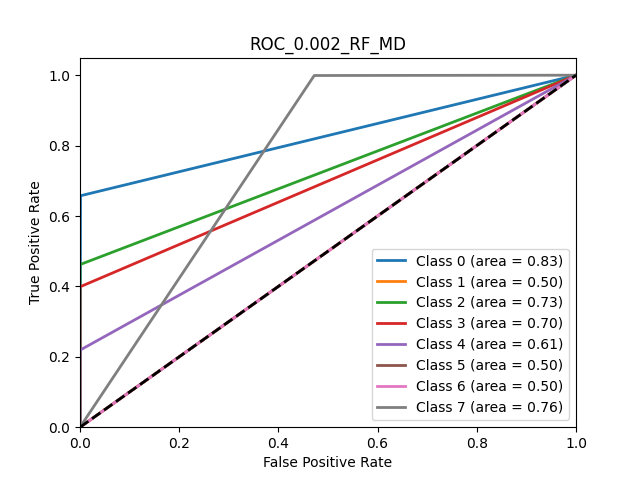 ROC_0.002_RF_MD
True Positive Rate
1.0
0.8
0.6
0.4
0.2
0.0
Class 0 (area = 0.83)
Class 1 (area = 0.50)
Class 2 (area = 0.73)
Class 3 (area = 0.70)
Class 4 (area = 0.61)
Class 5 (area = 0.50)
Class 6 (area = 0.50)
Class 7 (area = 0.76)
0.0 0.2 0.4 0.6 0.8 1.0
False Positive Rate